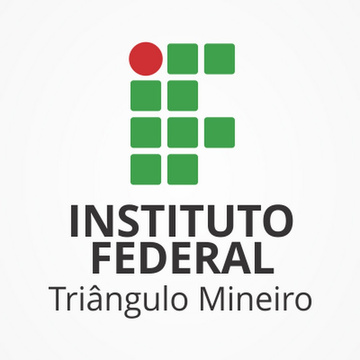 INSTITUTO
FEDERAL
Triângulo Mineiro